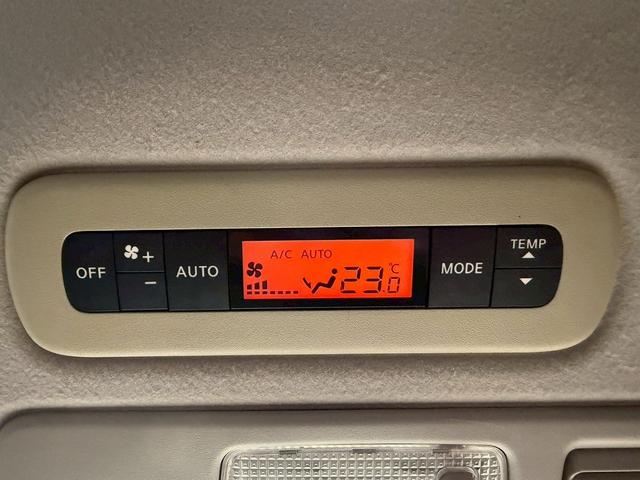 OFF
+
−
AUTO
A/C AUTO
23.0 °C
MODE
TEMP